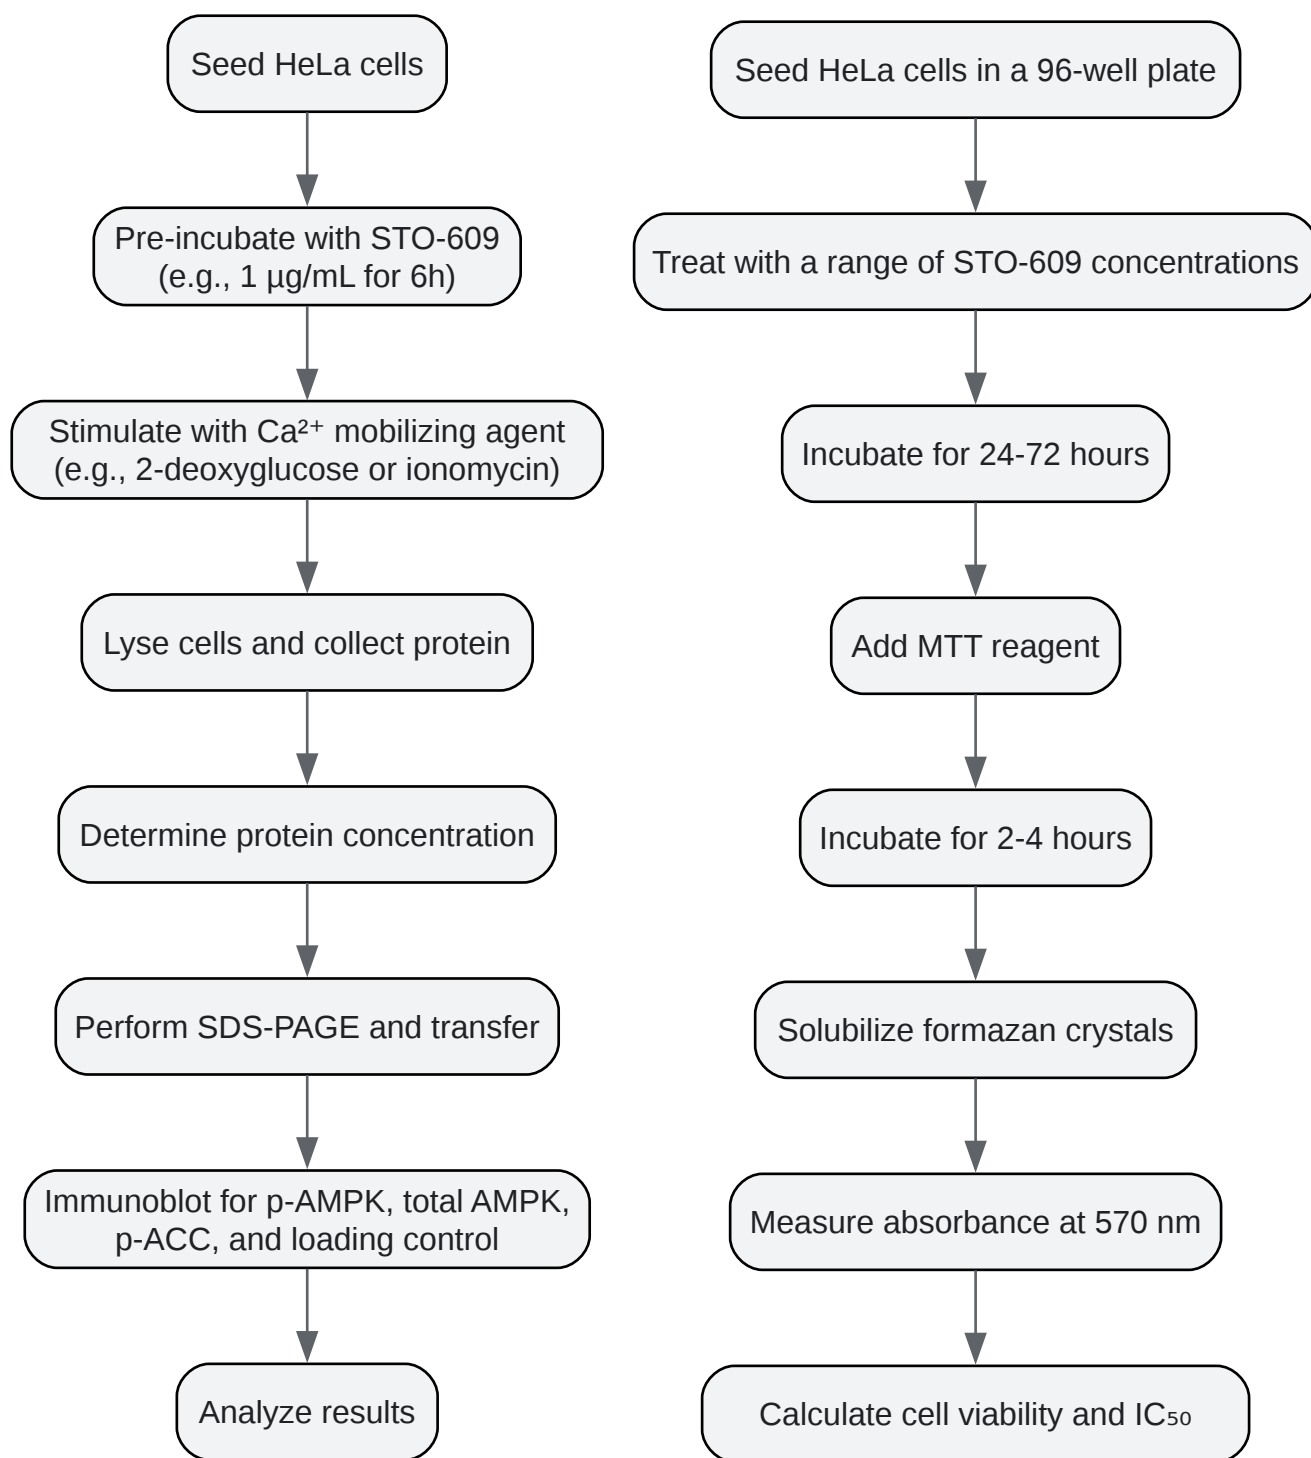 Seed HeLa cells
Pre-incubate with STO-609
(e.g., 1 µg/mL for 6h)
Stimulate with Ca²⁺ mobilizing agent
(e.g., 2-deoxyglucose or ionomycin)
Lyse cells and collect protein
Determine protein concentration
Perform SDS-PAGE and transfer
Immunoblot for p-AMPK, total AMPK,
p-ACC, and loading control
Analyze results
Seed HeLa cells in a 96-well plate
Treat with a range of STO-609 concentrations
Incubate for 24-72 hours
Add MTT reagent
Incubate for 2-4 hours
Solubilize formazan crystals
Measure absorbance at 570 nm
Calculate cell viability and IC₅₀